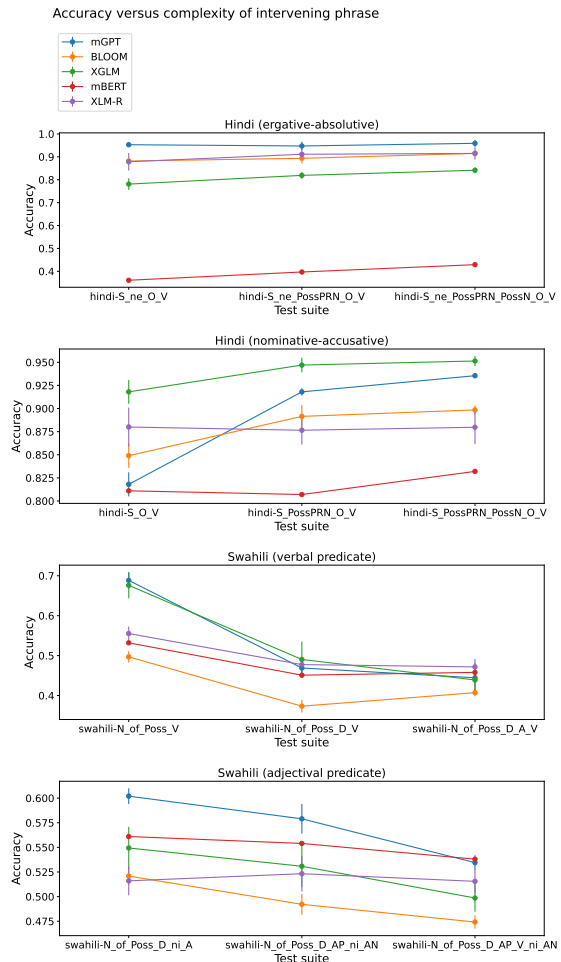 Accuracy versus complexity of intervening phrase
mGPT
BLOOM
XGLM
mBERT
XLM-R
Hindi (ergative-absolutive)
1.0
0.9
0.8
0.7
0.6
0.5
0.4
Accuracy
hindi-S_ne_O_V
hindi-S_ne_PossPRN_O_V
hindi-S_ne_PossPRN_PossN_O_V
Test suite
Hindi (nominative-accusative)
0.950
0.925
0.900
0.875
0.850
0.825
0.800
Accuracy
hindi-S_O_V
hindi-S_PossPRN_O_V
hindi-S_PossPRN_PossN_O_V
Test suite
Swahili (verbal predicate)
0.7
0.6
0.5
0.4
Accuracy
swahili-N_of_Poss_V
swahili-N_of_Poss_D_V
swahili-N_of_Poss_D_A_V
Test suite
Swahili (adjectival predicate)
0.600
0.575
0.550
0.525
0.500
0.475
Accuracy
swahili-N_of_Poss_D_ni_A
swahili-N_of_Poss_D_AP_ni_AN
swahili-N_of_Poss_D_AP_V_ni_AN
Test suite